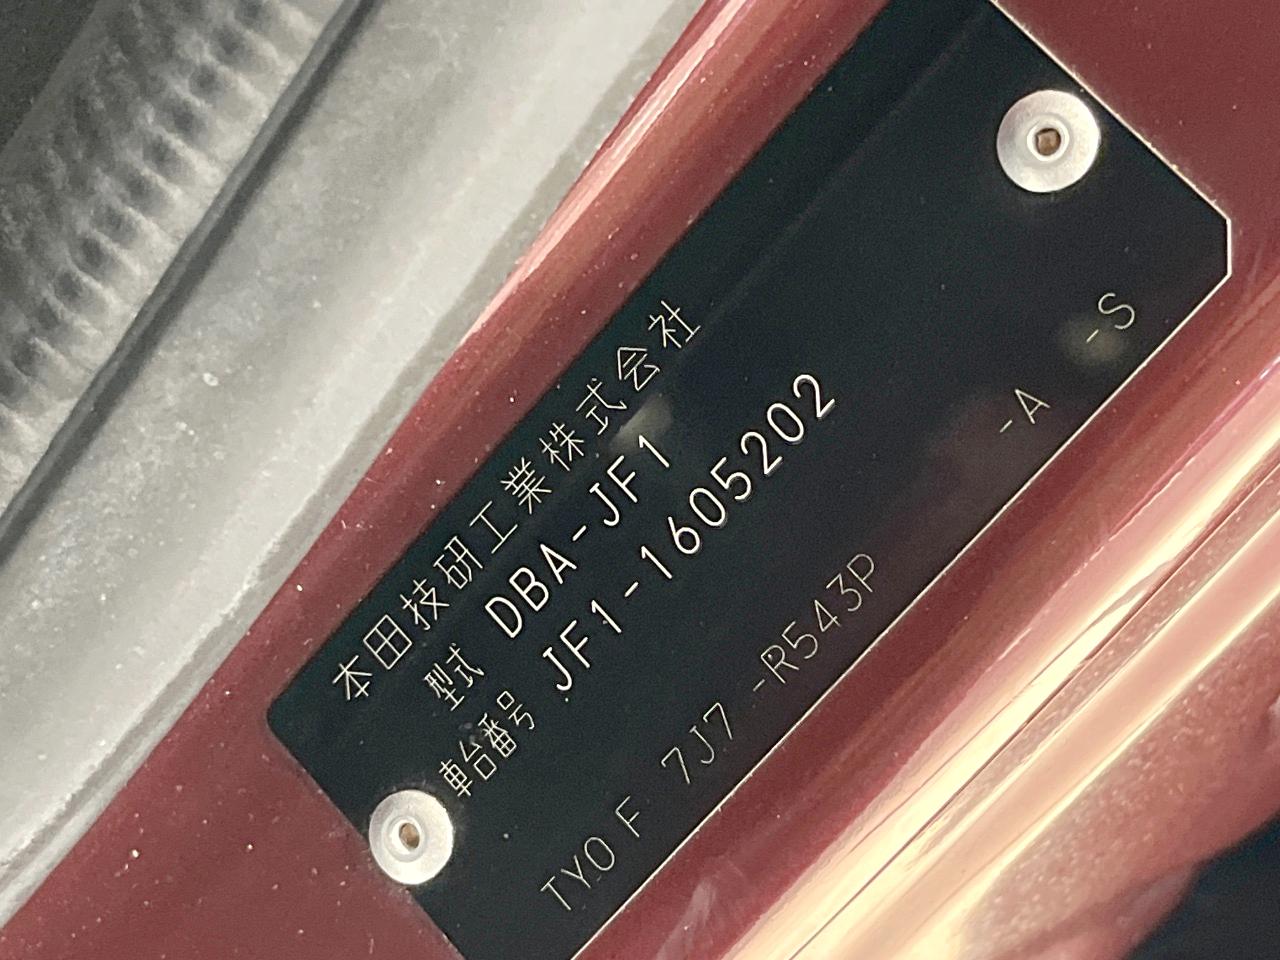 本田技研工業株式会社
型式 DBA-JF1
車台番号 JF1-1605202
TY0 F 7J7 -R543P -A -S